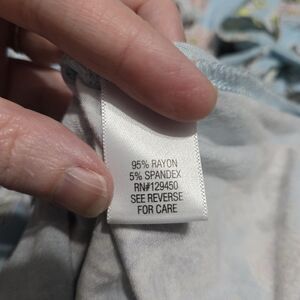 95% RAYON
5% SPANDEX
RN#129450
SEE REVERSE
FOR CARE